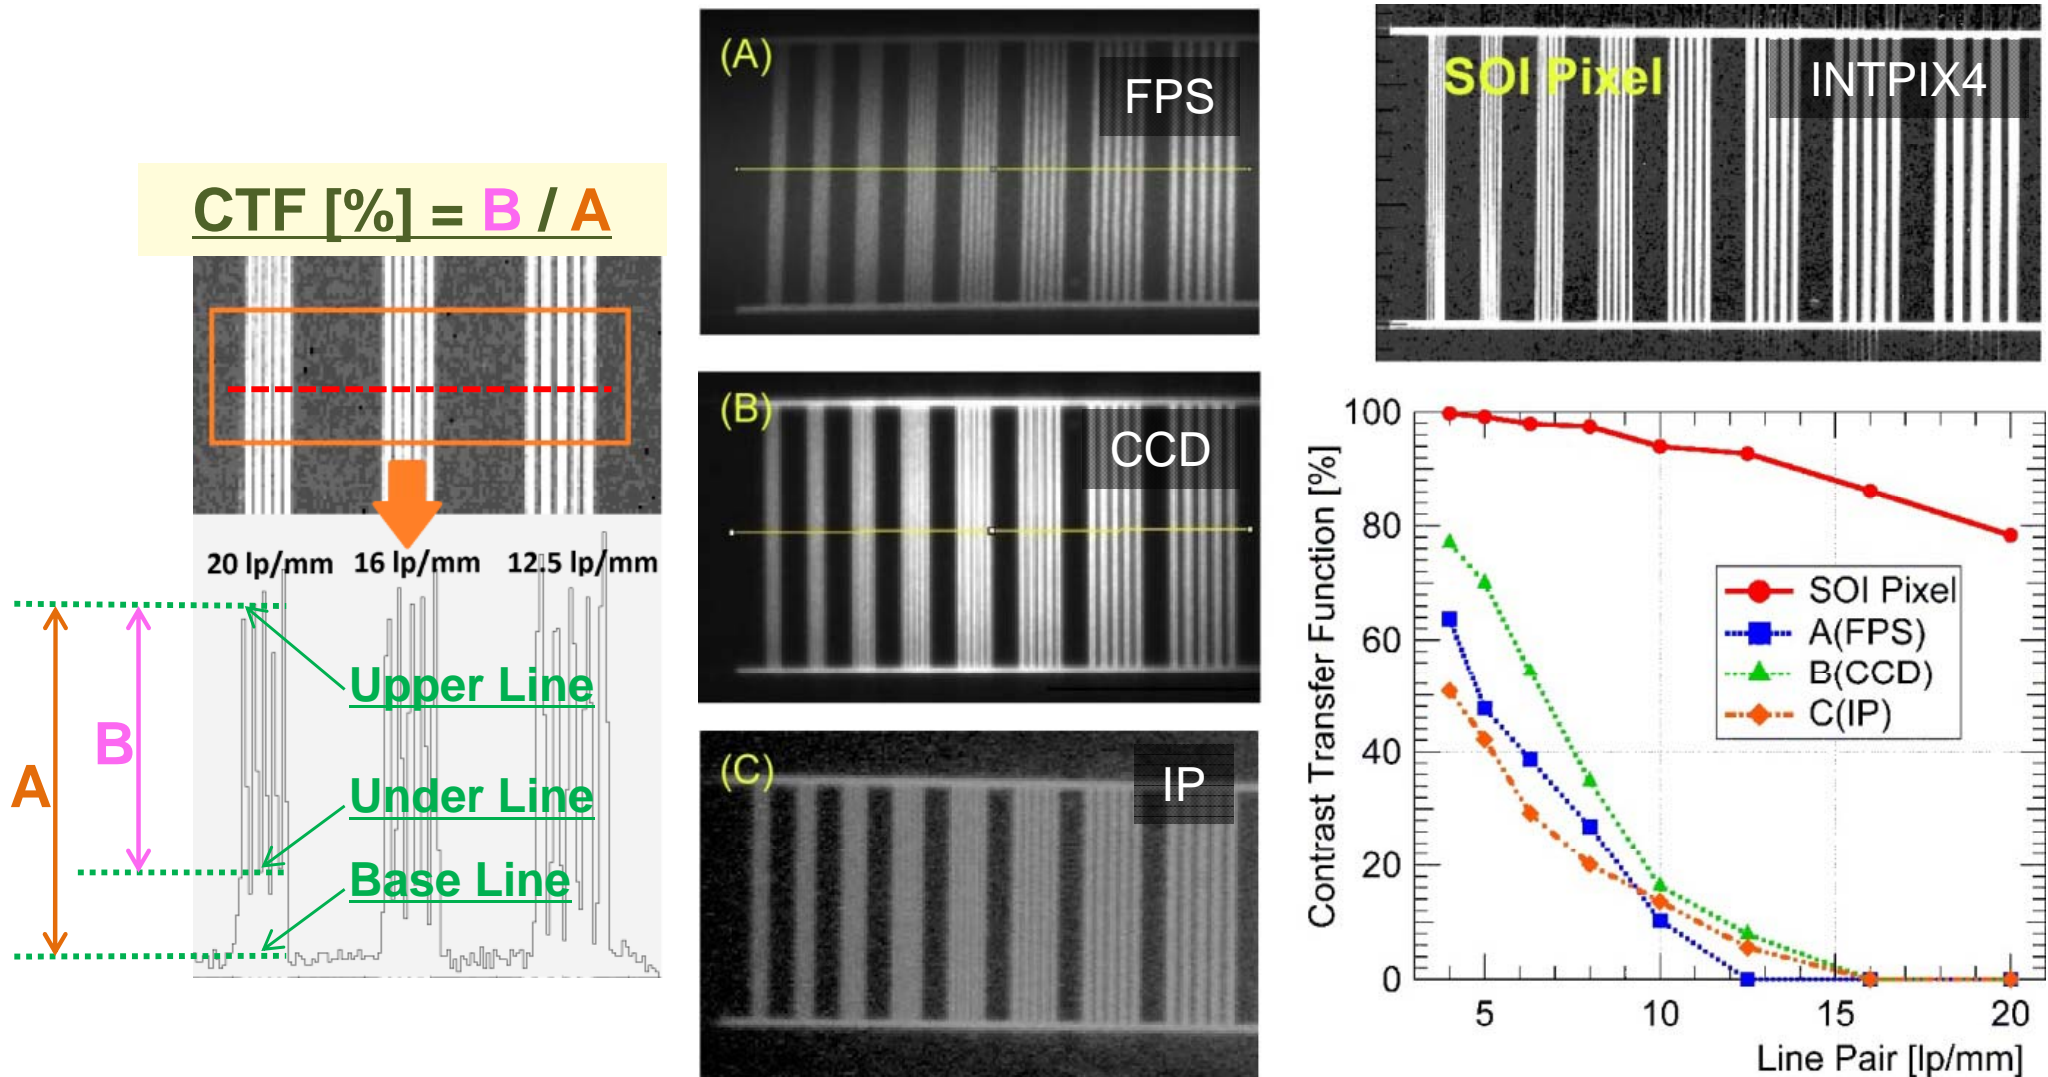 CTF [%] = B / A
20 lp/mm 16 lp/mm 12.5 lp/mm
Upper Line
B
A
Under Line
Base Line
(A)
FPS
(B)
CCD
(C)
IP
SOI Pixel
INTPIX4
Contrast Transfer Function [%]
100
80
60
40
20
0
SOI Pixel
A(FPS)
B(CCD)
C(IP)
5 10 15 20
Line Pair [lp/mm]